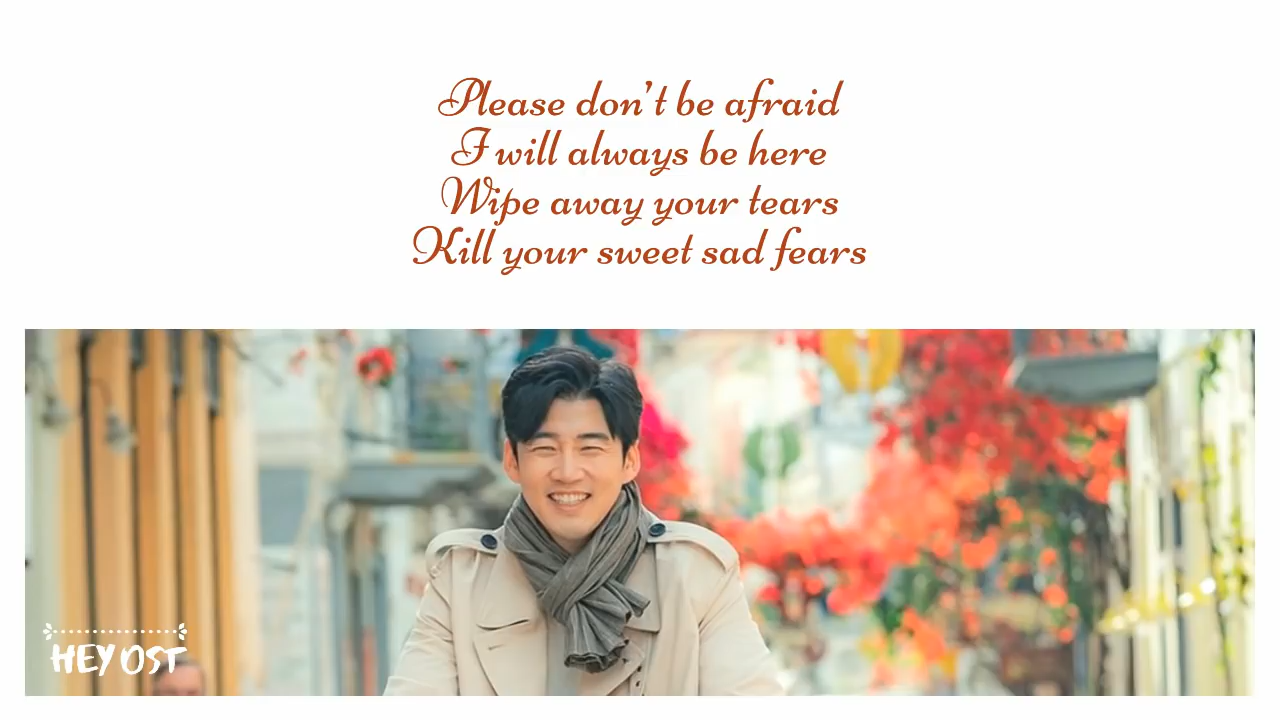 Please don't be afraid
I will always be here
Wipe away your tears
Kill your sweet sad fears
HEY OST